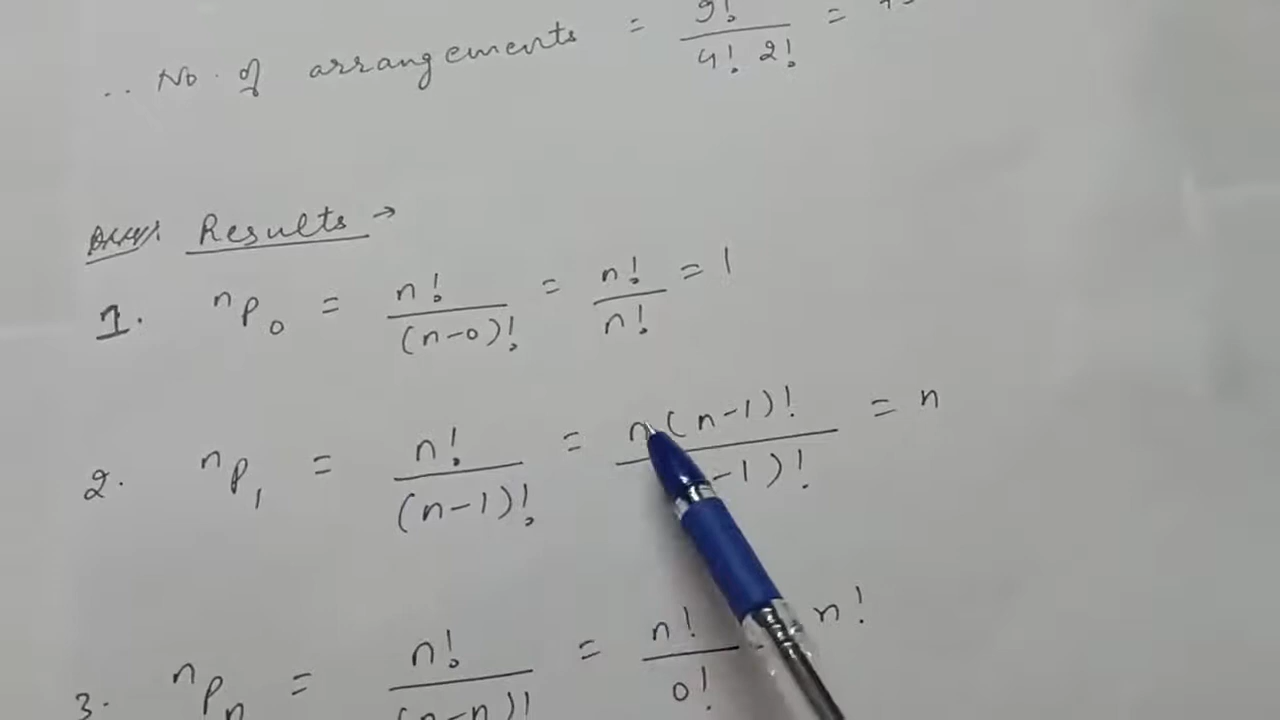 ∴ No. of arrangements = 9! / 4! 2! =
Results →
1. ⁿP₀ = n! / (n-0)! = n! / n! = 1
2. ⁿP₁ = n! / (n-1)! = n(n-1)! / -1)! = n
3. ⁿPₙ = n! / (n-n)! = n! / 0! n!